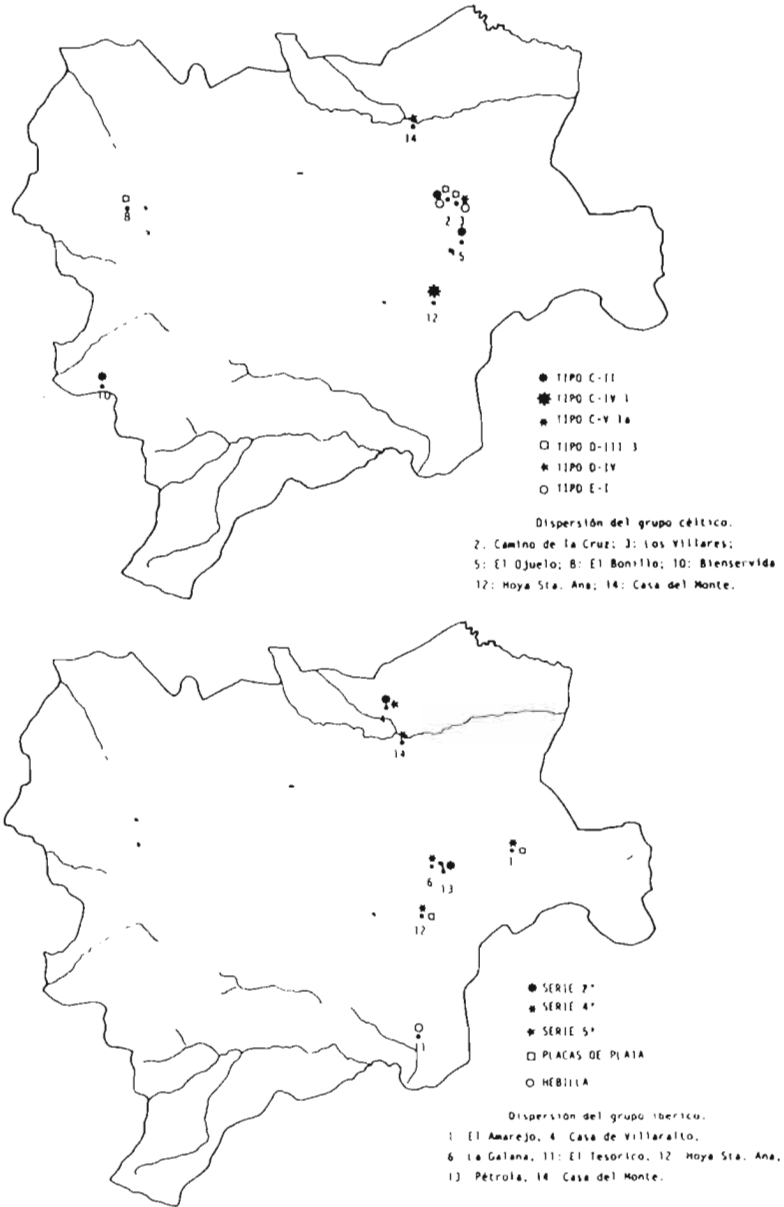 14
8
2 3
5
12
10
TIPO C-II
TIPO C-IV 1
TIPO C-V 1a
TIPO D-III 3
TIPO D-IV
TIPO E-I
Dispersión del grupo céltico.
2. Camino de la Cruz; 3: Los Villares;
5: El Ojuelo; 8: El Bonillo; 10: Bienservida
12: Hoya Sta. Ana; 14: Casa del Monte.
4
14
1
6 13
12
11
SERIE 2ª
SERIE 4ª
SERIE 5ª
PLACAS DE PLATA
HEBILLA
Dispersión del grupo iberico.
1 El Amarejo, 4 Casa de Villaralto,
6 La Galana, 11: El Tesorico, 12 Hoya Sta. Ana,
13 Pétrola, 14 Casa del Monte.